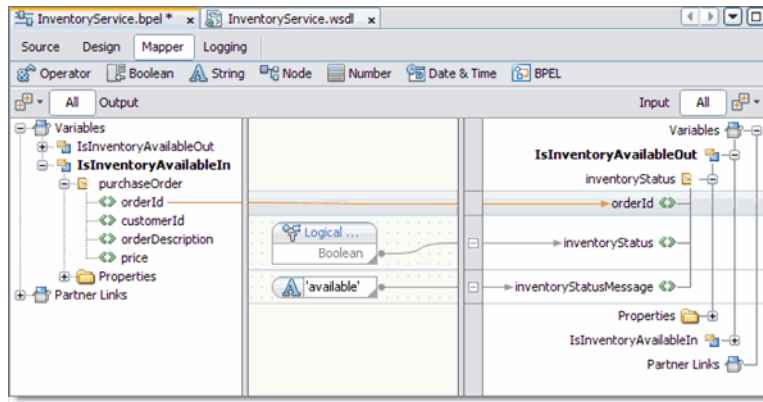 InventoryService.bpel * x InventoryService.wsdl x
Source Design Mapper Logging
Operator Boolean String Node Number Date & Time BPEL
All Output Input All
Variables Variables
IsInventoryAvailableOut IsInventoryAvailableOut
IsInventoryAvailableIn inventoryStatus
purchaseOrder
orderId orderId
customerId
orderDescription Logical ... inventoryStatus
price Boolean
Properties
Partner Links A 'available' inventoryStatusMessage
Properties
IsInventoryAvailableIn
Partner Links